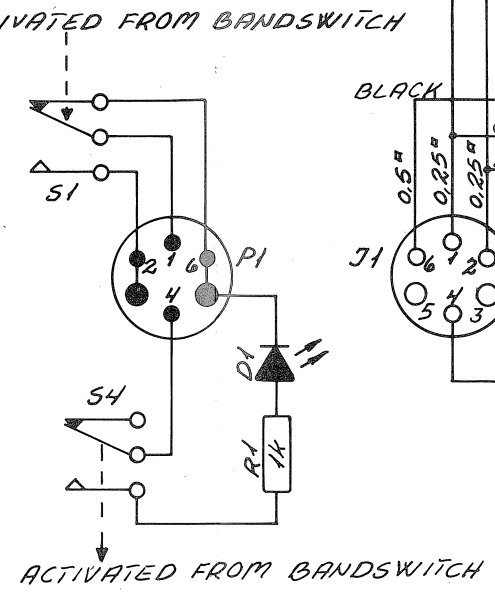 IVATED FROM BANDSWITCH
BLACK
0,5"
0,25"
0,25"
S1
P1
2
1
6
4
J1
6
1
2
5
4
3
D1
S4
R1
1K
ACTIVATED FROM BANDSWITCH